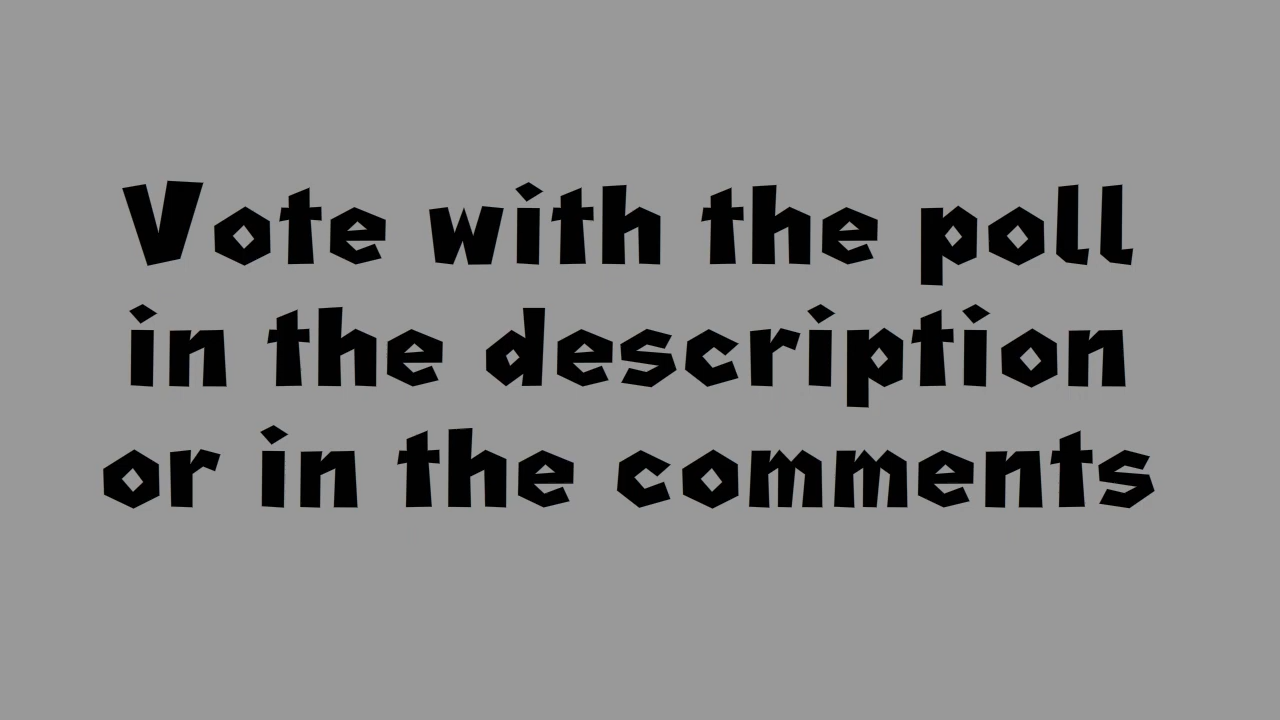 Vote with the poll
in the description
or in the comments